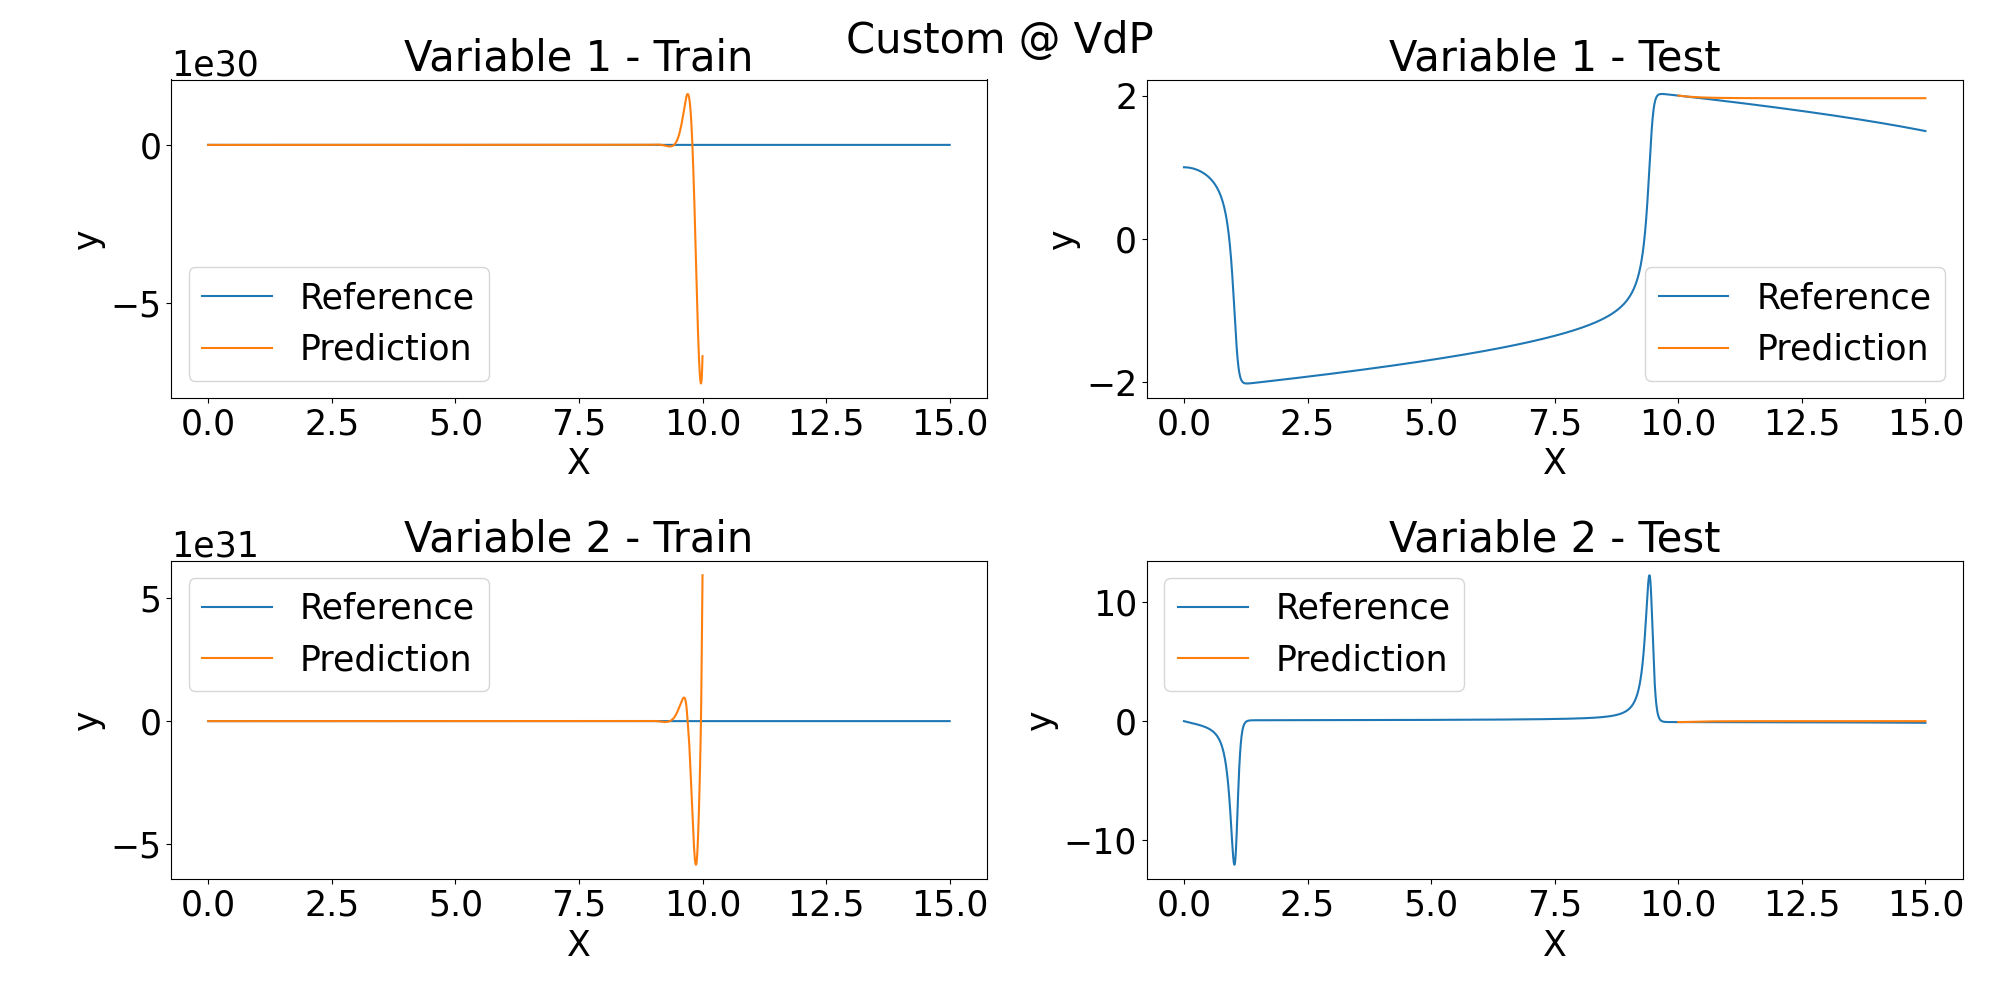 Custom @ VdP
Variable 1 - Train
1e30
0
−5
y
Reference
Prediction
0.0 2.5 5.0 7.5 10.0 12.5 15.0
X
Variable 1 - Test
2
0
−2
y
Reference
Prediction
0.0 2.5 5.0 7.5 10.0 12.5 15.0
X
Variable 2 - Train
1e31
5
0
−5
y
Reference
Prediction
0.0 2.5 5.0 7.5 10.0 12.5 15.0
X
Variable 2 - Test
10
0
−10
y
Reference
Prediction
0.0 2.5 5.0 7.5 10.0 12.5 15.0
X